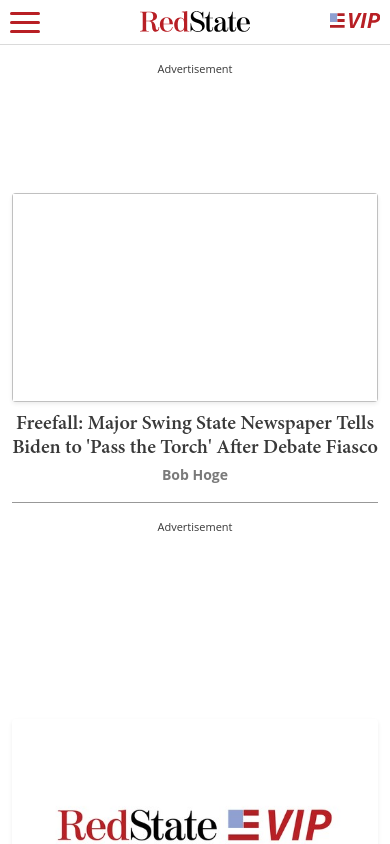 RedState
VIP
Advertisement
Freefall: Major Swing State Newspaper Tells
Biden to 'Pass the Torch' After Debate Fiasco
Bob Hoge
Advertisement
RedState VIP